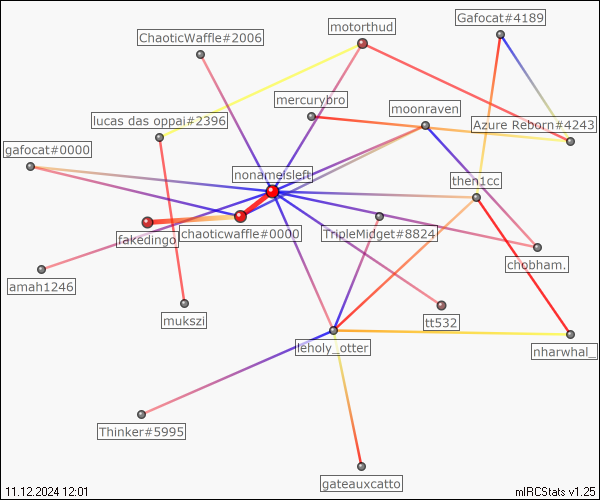 Gafocat#4189
motorthud
ChaoticWaffle#2006
mercurybro
moonraven
lucas das oppai#2396
Azure Reborn#4243
gafocat#0000
nonameisleft
then1cc
fakedingo
chaoticwaffle#0000
TripleMidget#8824
chobham.
amah1246
mukszi
tt532
leholy_otter
nharwhal_
Thinker#5995
gateauxcatto
11.12.2024 12:01
mIRCStats v1.25